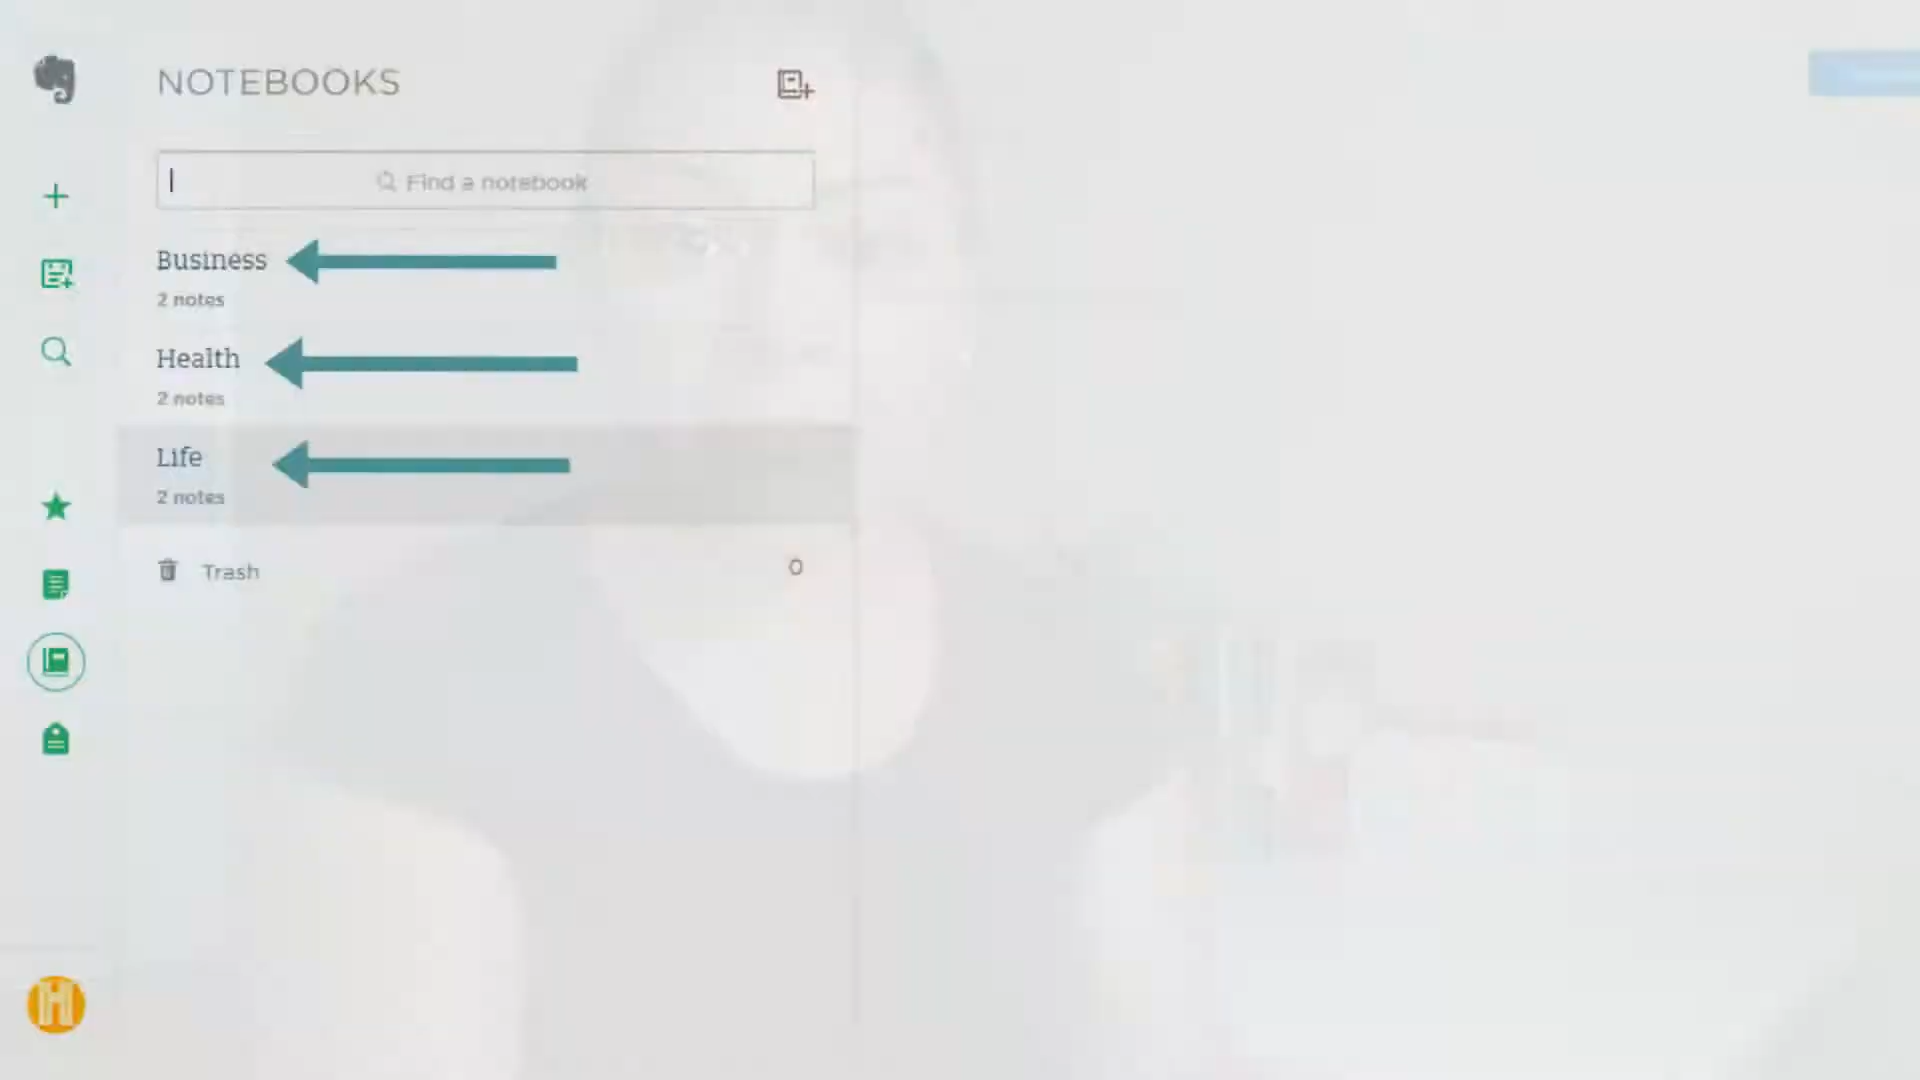 NOTEBOOKS
Find a notebook
Business
2 notes
Health
2 notes
Life
2 notes
Trash
0
H